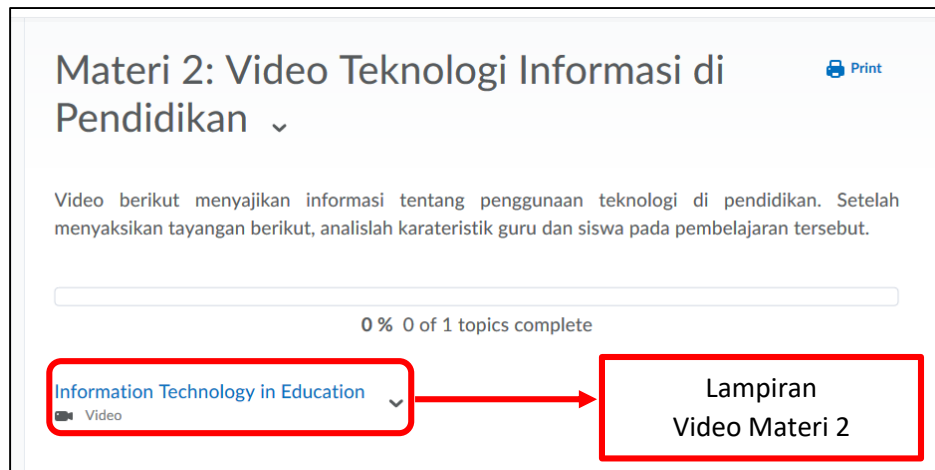 Materi 2: Video Teknologi Informasi di
Pendidikan
Print
Video berikut menyajikan informasi tentang penggunaan teknologi di pendidikan. Setelah
menyaksikan tayangan berikut, analislah karateristik guru dan siswa pada pembelajaran tersebut.
0 % 0 of 1 topics complete
Information Technology in Education
Video
Lampiran
Video Materi 2